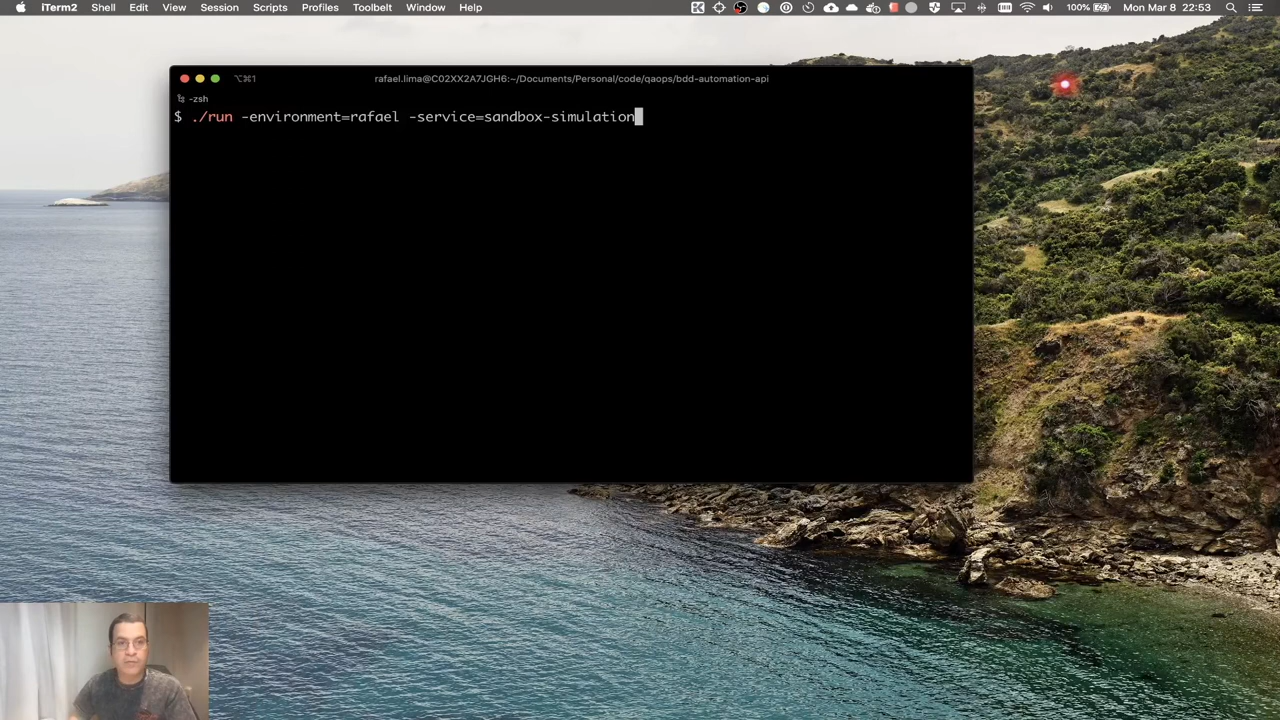 iTerm2 Shell Edit View Session Scripts Profiles Toolbelt Window Help 100% Mon Mar 8 22:53
⌥⌘1 rafael.lima@C02XX2A7JGH6:~/Documents/Personal/code/qaops/bdd-automation-api
-zsh
$ ./run -environment=rafael -service=sandbox-simulation